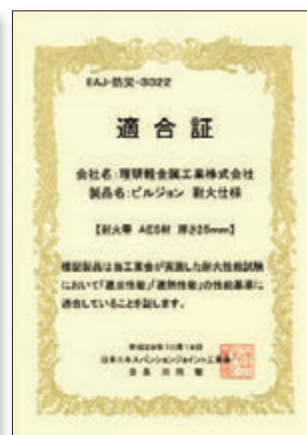 EAJ-防災-3022
適合証
会社名:理研軽金属工業株式会社
製品名:ビルジョン 耐火仕様
【耐火帯 AES材 厚さ25mm】
標記製品は当工業会が実施した耐火性能試験
において「遮炎性能」「遮熱性能」の性能基準に
適合していることを証します。
日本エキスパンションジョイント工業会
会長